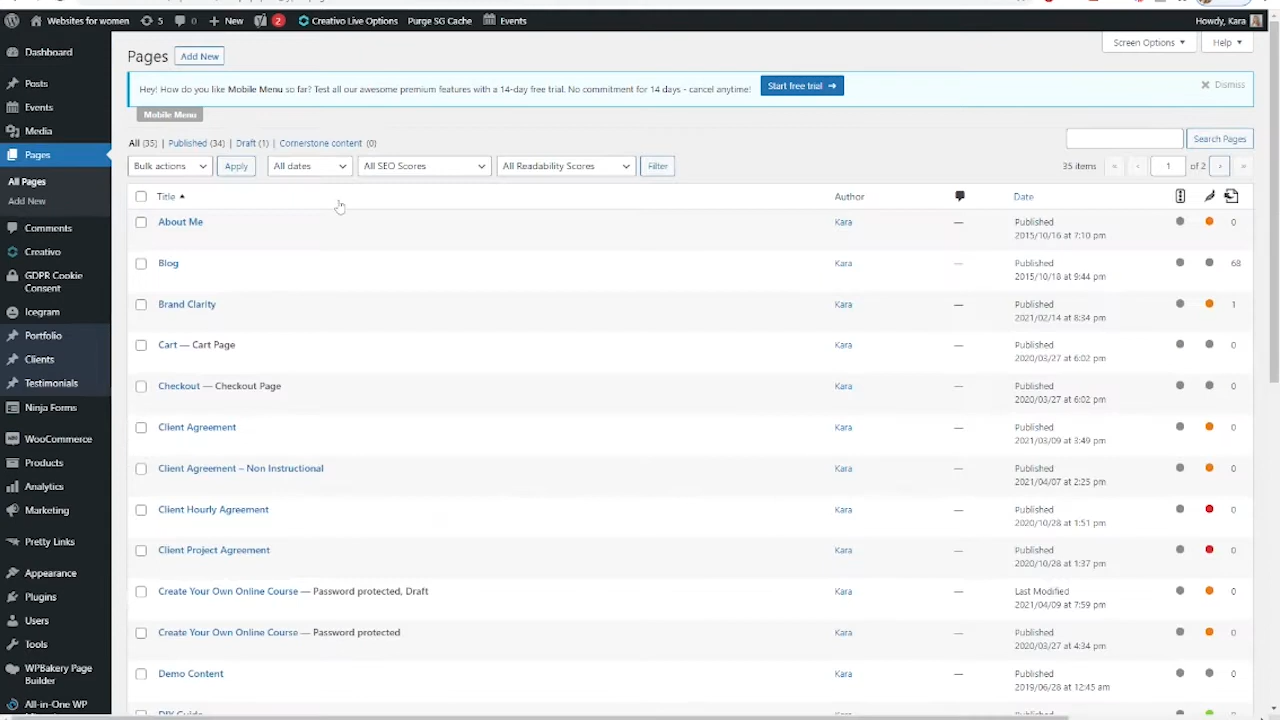 Websites for women 5 0 + New 2 Creative Live Options Purge SG Cache Events Howdy, Kara
Dashboard
Posts
Events
Media
Pages
All Pages
Add New
Comments
Creativo
GDPR Cookie
Consent
Icegram
Portfolio
Clients
Testimonials
Ninja Forms
WooCommerce
Products
Analytics
Marketing
Pretty Links
Appearance
Plugins
Users
Tools
WPBakery Page
Builder
All-in-One WP
Screen Options Help
Pages Add New
Hey! How do you like Mobile Menu so far? Test all our awesome premium features with a 14-day free trial. No commitment for 14 days - cancel anytime! Start free trial → Dismiss
Mobile Menu
All (35) | Published (34) | Draft (1) | Cornerstone content (0) Search Pages
Bulk actions Apply All dates All SEO Scores All Readability Scores Filter 35 items « ‹ 1 of 2 › »
Title Author Date
About Me Kara — Published 0
2015/10/16 at 7:10 pm
Blog Kara — Published 68
2015/10/18 at 9:44 pm
Brand Clarity Kara — Published 1
2021/02/14 at 8:34 pm
Cart — Cart Page Kara — Published 0
2020/03/27 at 6:02 pm
Checkout — Checkout Page Kara — Published 0
2020/03/27 at 6:02 pm
Client Agreement Kara — Published 0
2021/03/09 at 3:49 pm
Client Agreement – Non Instructional Kara — Published 0
2021/04/07 at 2:25 pm
Client Hourly Agreement Kara — Published 0
2020/10/28 at 1:51 pm
Client Project Agreement Kara — Published 0
2020/10/28 at 1:37 pm
Create Your Own Online Course — Password protected, Draft Kara — Last Modified 0
2021/04/09 at 7:59 pm
Create Your Own Online Course — Password protected Kara — Published 0
2020/03/27 at 4:34 pm
Demo Content Kara — Published 0
2019/06/28 at 12:45 am